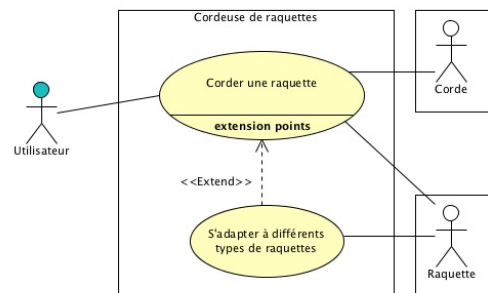 Cordeuse de raquettes
Corder une raquette
extension points
Corde
Utilisateur
<<Extend>>
S'adapter à différents
types de raquettes
Raquette